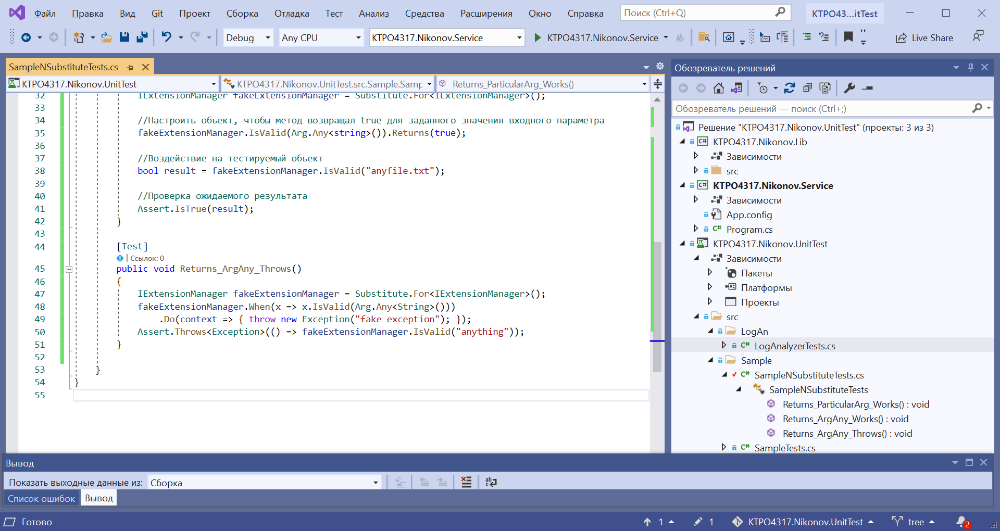 Файл Правка Вид Git Проект Сборка Отладка Тест Анализ Средства Расширения Окно Справка Поиск (Ctrl+Q) KTPO43...itTest
Debug Any CPU KTPO4317.Nikonov.Service KTPO4317.Nikonov.Service Live Share
SampleNSubstituteTests.cs
KTPO4317.Nikonov.UnitTest KTPO4317.Nikonov.UnitTest.src.Sample.Samp Returns_ParticularArg_Works()
32 IExtensionManager fakeExtensionManager = Substitute.For<IExtensionManager>();
33
34 //Настроить объект, чтобы метод возвращал true для заданного значения входного параметра
35 fakeExtensionManager.IsValid(Arg.Any<string>()).Returns(true);
36
37 //Воздействие на тестируемый объект
38 bool result = fakeExtensionManager.IsValid("anyfile.txt");
39
40 //Проверка ожидаемого результата
41 Assert.IsTrue(result);
42 }
43
44 [Test]
Ссылок: 0
45 public void Returns_ArgAny_Throws()
46 {
47 IExtensionManager fakeExtensionManager = Substitute.For<IExtensionManager>();
48 fakeExtensionManager.When(x => x.IsValid(Arg.Any<String>()))
49 .Do(context => { throw new Exception("fake exception"); });
50 Assert.Throws<Exception>(() => fakeExtensionManager.IsValid("anything"));
51 }
52
53 }
54 }
55
Обозреватель решений
Обозреватель решений — поиск (Ctrl+;)
Решение "KTPO4317.Nikonov.UnitTest" (проекты: 3 из 3)
C# KTPO4317.Nikonov.Lib
Зависимости
src
C# KTPO4317.Nikonov.Service
Зависимости
App.config
C# Program.cs
KTPO4317.Nikonov.UnitTest
Зависимости
Пакеты
Платформы
Проекты
src
LogAn
C# LogAnalyzerTests.cs
Sample
C# SampleNSubstituteTests.cs
SampleNSubstituteTests
Returns_ParticularArg_Works() : void
Returns_ArgAny_Works() : void
Returns_ArgAny_Throws() : void
C# SampleTests.cs
Вывод
Показать выходные данные из: Сборка
Список ошибок Вывод
Готово 1 1 KTPO4317.Nikonov.UnitTest tree 2